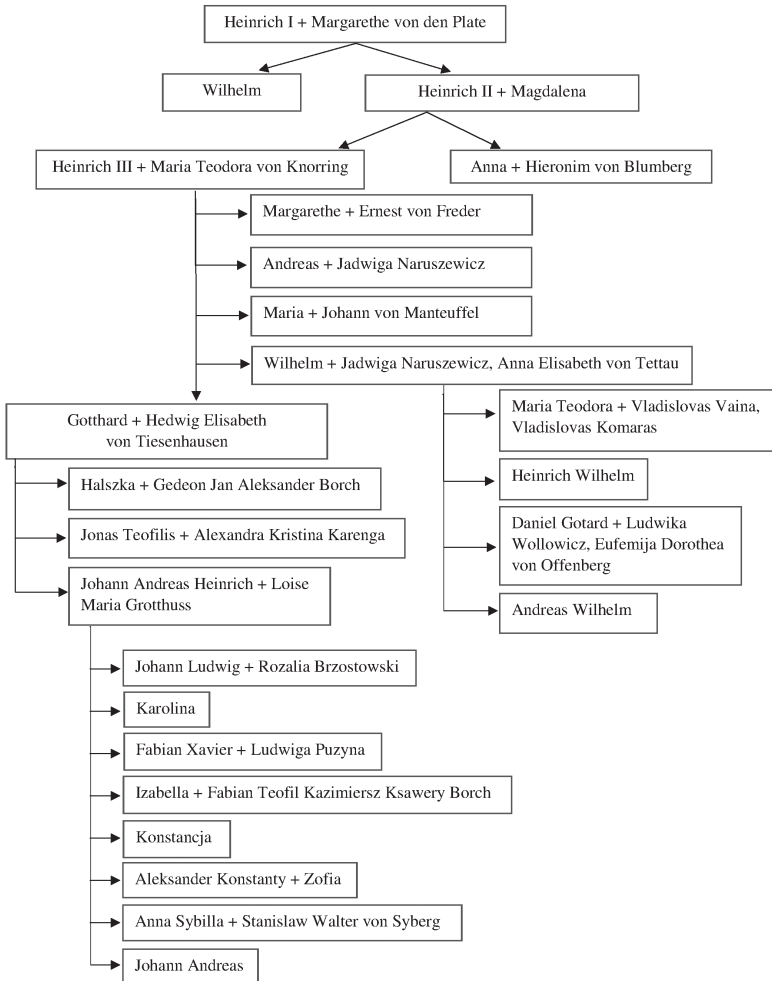 Heinrich I + Margarethe von den Plate
Wilhelm
Heinrich II + Magdalena
Heinrich III + Maria Teodora von Knorring
Anna + Hieronim von Blumberg
Margarethe + Ernest von Freder
Andreas + Jadwiga Naruszewicz
Maria + Johann von Manteuffel
Wilhelm + Jadwiga Naruszewicz, Anna Elisabeth von Tettau
Gotthard + Hedwig Elisabeth
von Tiesenhausen
Maria Teodora + Vladislovas Vaina,
Vladislovas Komaras
Halszka + Gedeon Jan Aleksander Borch
Heinrich Wilhelm
Jonas Teofilis + Alexandra Kristina Karenga
Daniel Gotard + Ludwika
Wollowicz, Eufemija Dorothea
von Offenberg
Johann Andreas Heinrich + Loise
Maria Grotthuss
Andreas Wilhelm
Johann Ludwig + Rozalia Brzostowski
Karolina
Fabian Xavier + Ludwiga Puzyna
Izabella + Fabian Teofil Kazimiersz Ksawery Borch
Konstancja
Aleksander Konstanty + Zofia
Anna Sybilla + Stanislaw Walter von Syberg
Johann Andreas